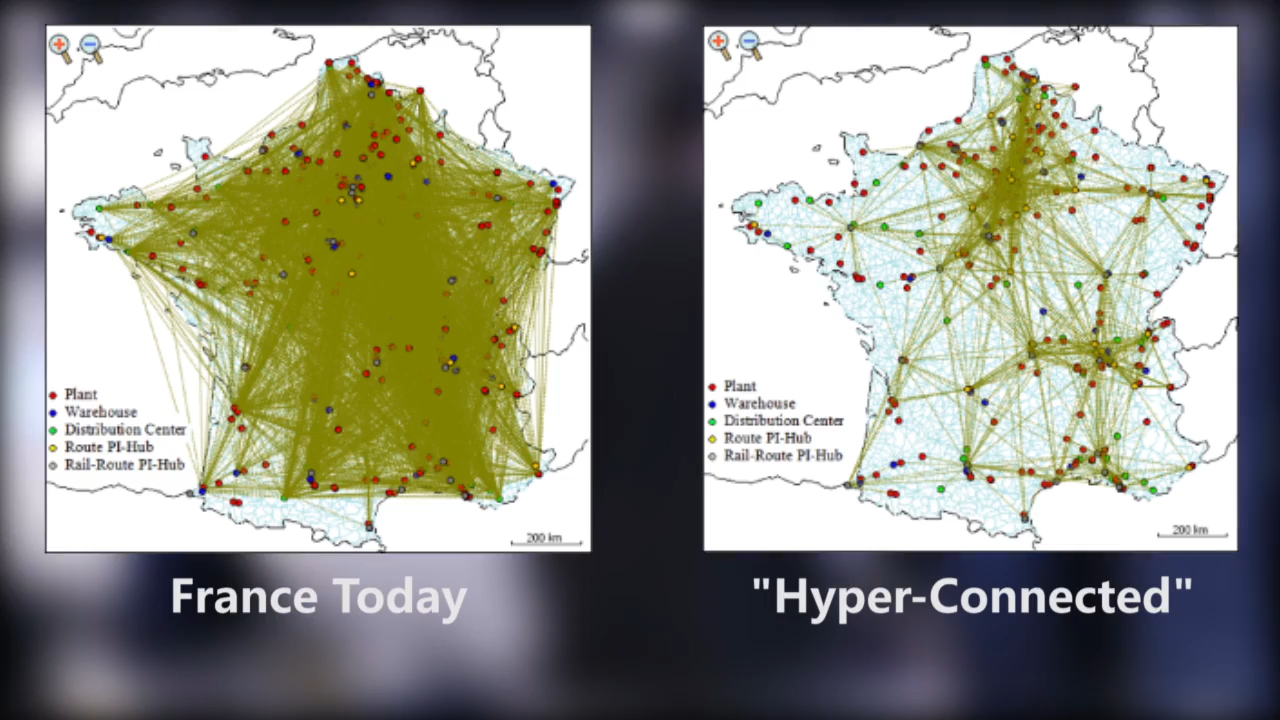 Plant
Warehouse
Distribution Center
Route PI-Hub
Rail-Route PI-Hub
200 km
France Today
Plant
Warehouse
Distribution Center
Route PI-Hub
Rail-Route PI-Hub
200 km
"Hyper-Connected"